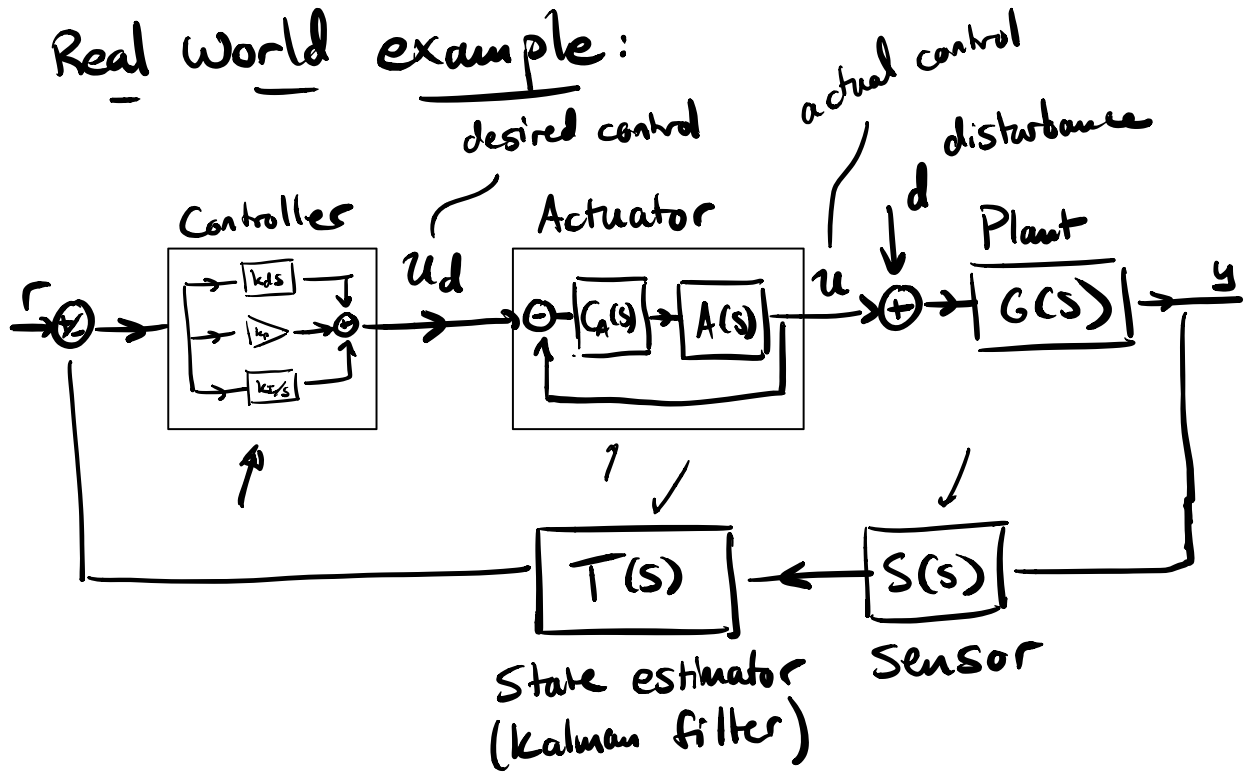 Real world example:
actual control
desired control
disturbance
d
Controller
Actuator
Plant
r
kds
kp
kI/s
ud
CA(s)
A(s)
u
+
G(s)
y
T(s)
S(s)
State estimator
(Kalman filter)
Sensor